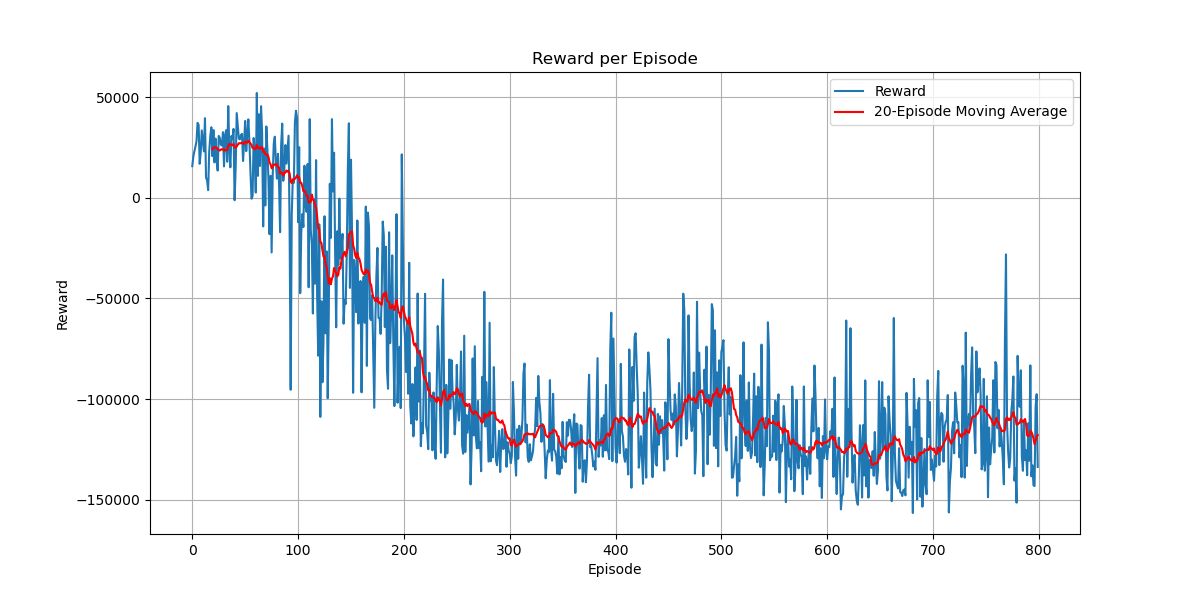 Reward per Episode
Reward
20-Episode Moving Average
50000
0
−50000
−100000
−150000
Reward
0 100 200 300 400 500 600 700 800
Episode